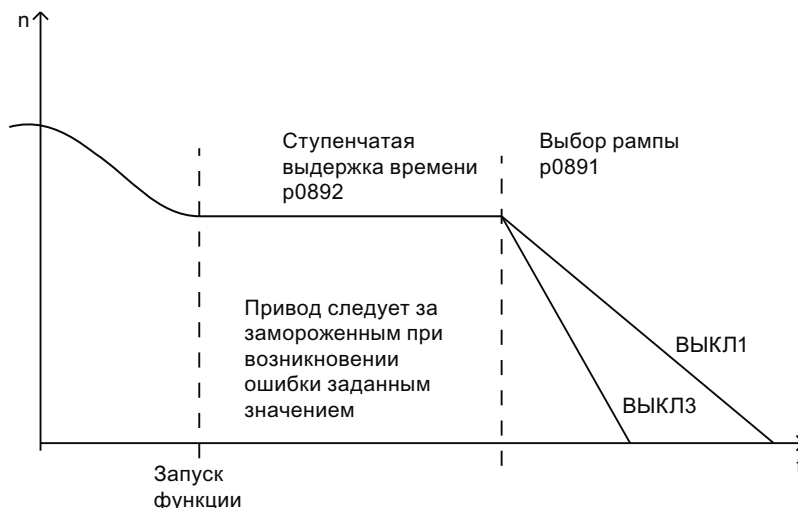 n
Ступенчатая
выдержка времени
p0892
Выбор рампы
p0891
Привод следует за
замороженным при
возникновении
ошибки заданным
значением
ВЫКЛ1
ВЫКЛ3
Запуск
функции